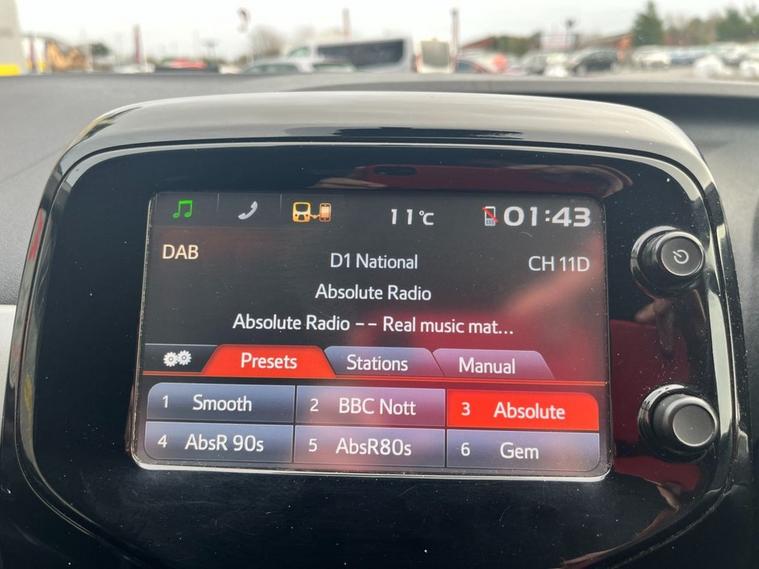 11°C 01:43
DAB
D1 National
CH 11D
Absolute Radio
Absolute Radio -- Real music mat...
Presets Stations Manual
1 Smooth 2 BBC Nott 3 Absolute
4 AbsR 90s 5 AbsR80s 6 Gem